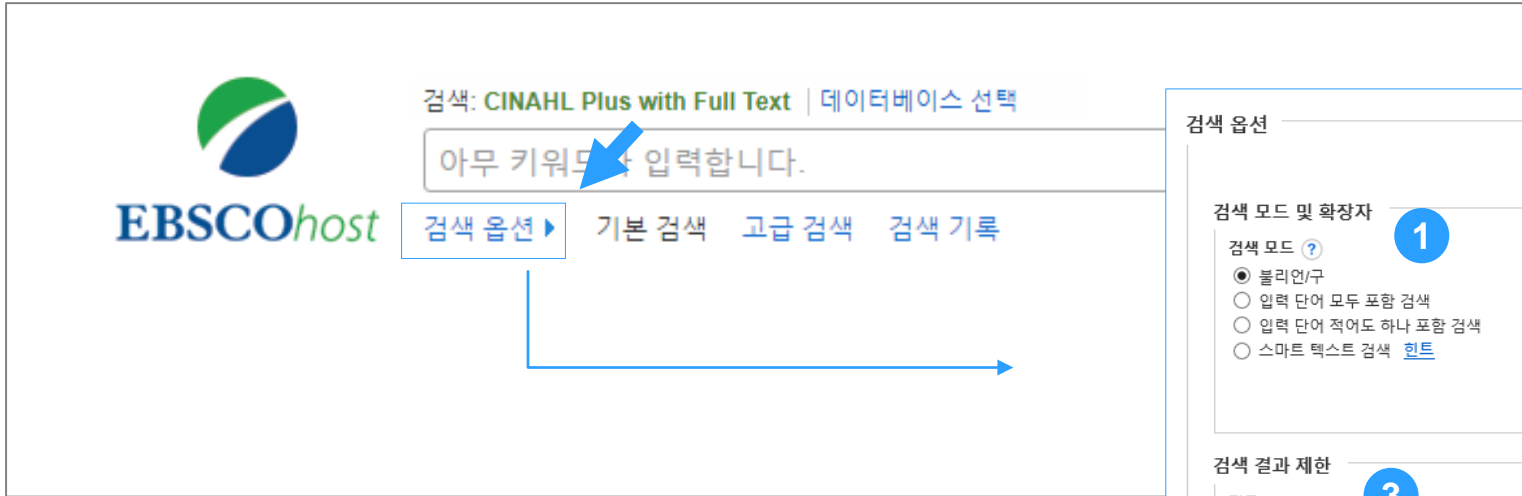 검색: CINAHL Plus with Full Text | 데이터베이스 선택
EBSCOhost
검색 옵션 기본 검색 고급 검색 검색 기록
검색 옵션
검색 모드 및 확장자
1
검색 모드 ?
불리언/구
입력 단어 모두 포함 검색
입력 단어 적어도 하나 포함 검색
스마트 텍스트 검색 힌트
검색 결과 제한
3